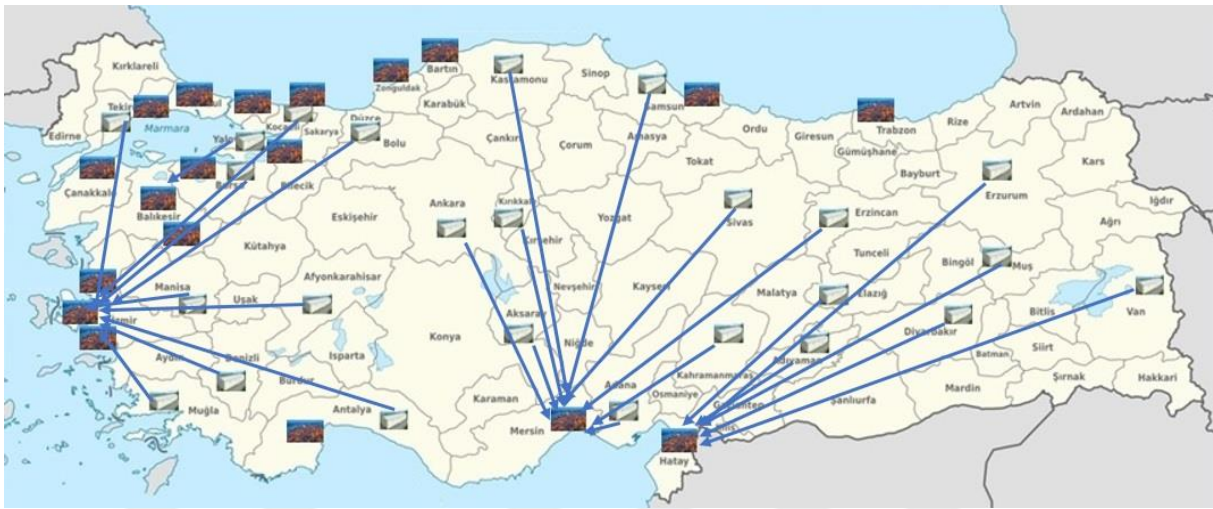 Kırklareli
Bartın
Kastamonu
Sinop
Zonguldak
Karabük
Samsun
Artvin
Ardahan
Edirne
Marmara
Kocaeli
Sakarya
Düzce
Bolu
Çankırı
Çorum
Amasya
Ordu
Giresun
Trabzon
Rize
Gümüşhane
Bayburt
Kars
Tokat
Çanakkale
Bursa
Bilecik
Erzurum
Iğdır
Balıkesir
Eskişehir
Ankara
Kırıkkale
Yozgat
Sivas
Erzincan
Ağrı
Kütahya
Kırşehir
Tunceli
Bingöl
Muş
Manisa
Uşak
Afyonkarahisar
Nevşehir
Kayseri
Malatya
Elazığ
Bitlis
Van
İzmir
Konya
Aksaray
Niğde
Diyarbakır
Batman
Siirt
Aydın
Denizli
Isparta
Burdur
Kahramanmaraş
Adıyaman
Şırnak
Hakkari
Muğla
Antalya
Karaman
Mersin
Adana
Osmaniye
Gaziantep
Şanlıurfa
Mardin
Hatay